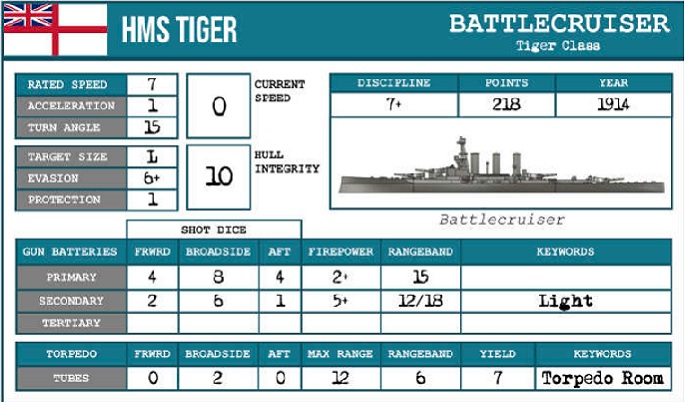 HMS TIGER
BATTLECRUISER
Tiger Class
RATED SPEED 7
ACCELERATION 1
TURN ANGLE 15
0 CURRENT SPEED
TARGET SIZE L
EVASION 6+
PROTECTION 1
10 HULL INTEGRITY
DISCIPLINE POINTS YEAR
7+ 218 1914
Battlecruiser
SHOT DICE
GUN BATTERIES FRWRD BROADSIDE AFT FIREPOWER RANGEBAND KEYWORDS
PRIMARY 4 8 4 2+ 15
SECONDARY 2 6 1 5+ 12/18 Light
TERTIARY
TORPEDO FRWRD BROADSIDE AFT MAX RANGE RANGEBAND YIELD KEYWORDS
TUBES 0 2 0 12 6 7 Torpedo Room